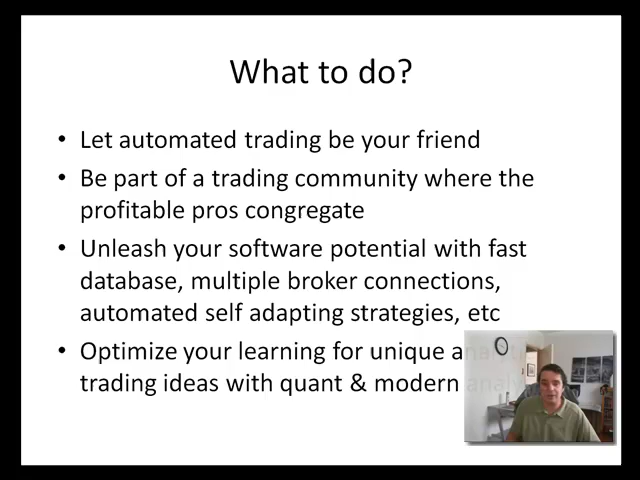 What to do?
• Let automated trading be your friend
• Be part of a trading community where the
profitable pros congregate
• Unleash your software potential with fast
database, multiple broker connections,
automated self adapting strategies, etc
• Optimize your learning for unique
trading ideas with quant & modern